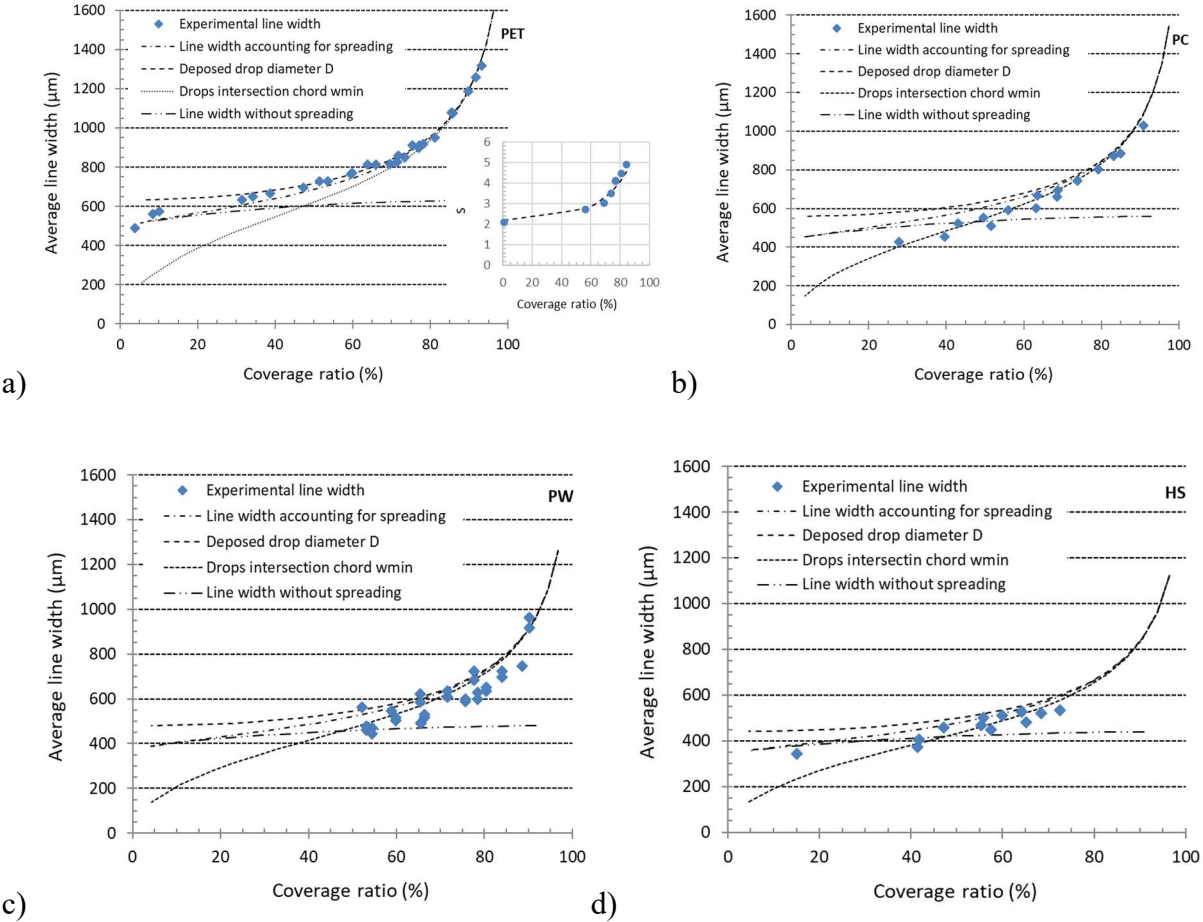 1600
1400
1200
1000
800
600
400
200
0
Average line width (µm)
Experimental line width
Line width accounting for spreading
Deposed drop diameter D
Drops intersection chord wmin
Line width without spreading
PET
6
5
4
3
2
1
0
S
0 20 40 60 80 100
Coverage ratio (%)
0 20 40 60 80 100
Coverage ratio (%)
a)
1600
1400
1200
1000
800
600
400
200
0
Average line width (µm)
Experimental line width
Line width accounting for spreading
Deposed drop diameter D
Drops intersection chord wmin
Line width without spreading
PC
0 20 40 60 80 100
Coverage ratio (%)
b)
1600
1400
1200
1000
800
600
400
200
0
Average line width (µm)
Experimental line width
Line width accounting for spreading
Deposed drop diameter D
Drops intersection chord wmin
Line width without spreading
PW
0 20 40 60 80 100
Coverage ratio (%)
c)
1600
1400
1200
1000
800
600
400
200
0
Average line width (µm)
Experimental line width
Line width accounting for spreading
Deposed drop diameter D
Drops intersectin chord wmin
Line width without spreading
HS
0 20 40 60 80 100
Coverage ratio (%)
d)